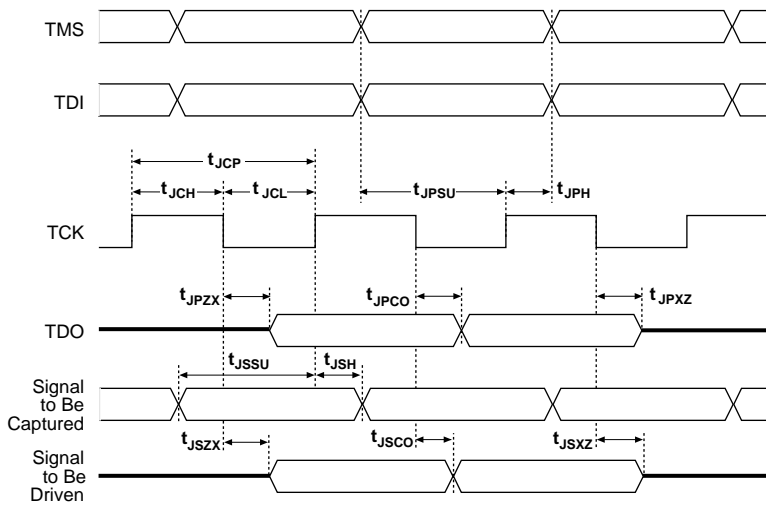 TMS
TDI
tJCP
tJCH
tJCL
tJPSU
tJPH
TCK
tJPZX
tJPCO
tJPXZ
TDO
tJSSU
tJSH
Signal
to Be
Captured
tJSZX
tJSCO
tJSXZ
Signal
to Be
Driven